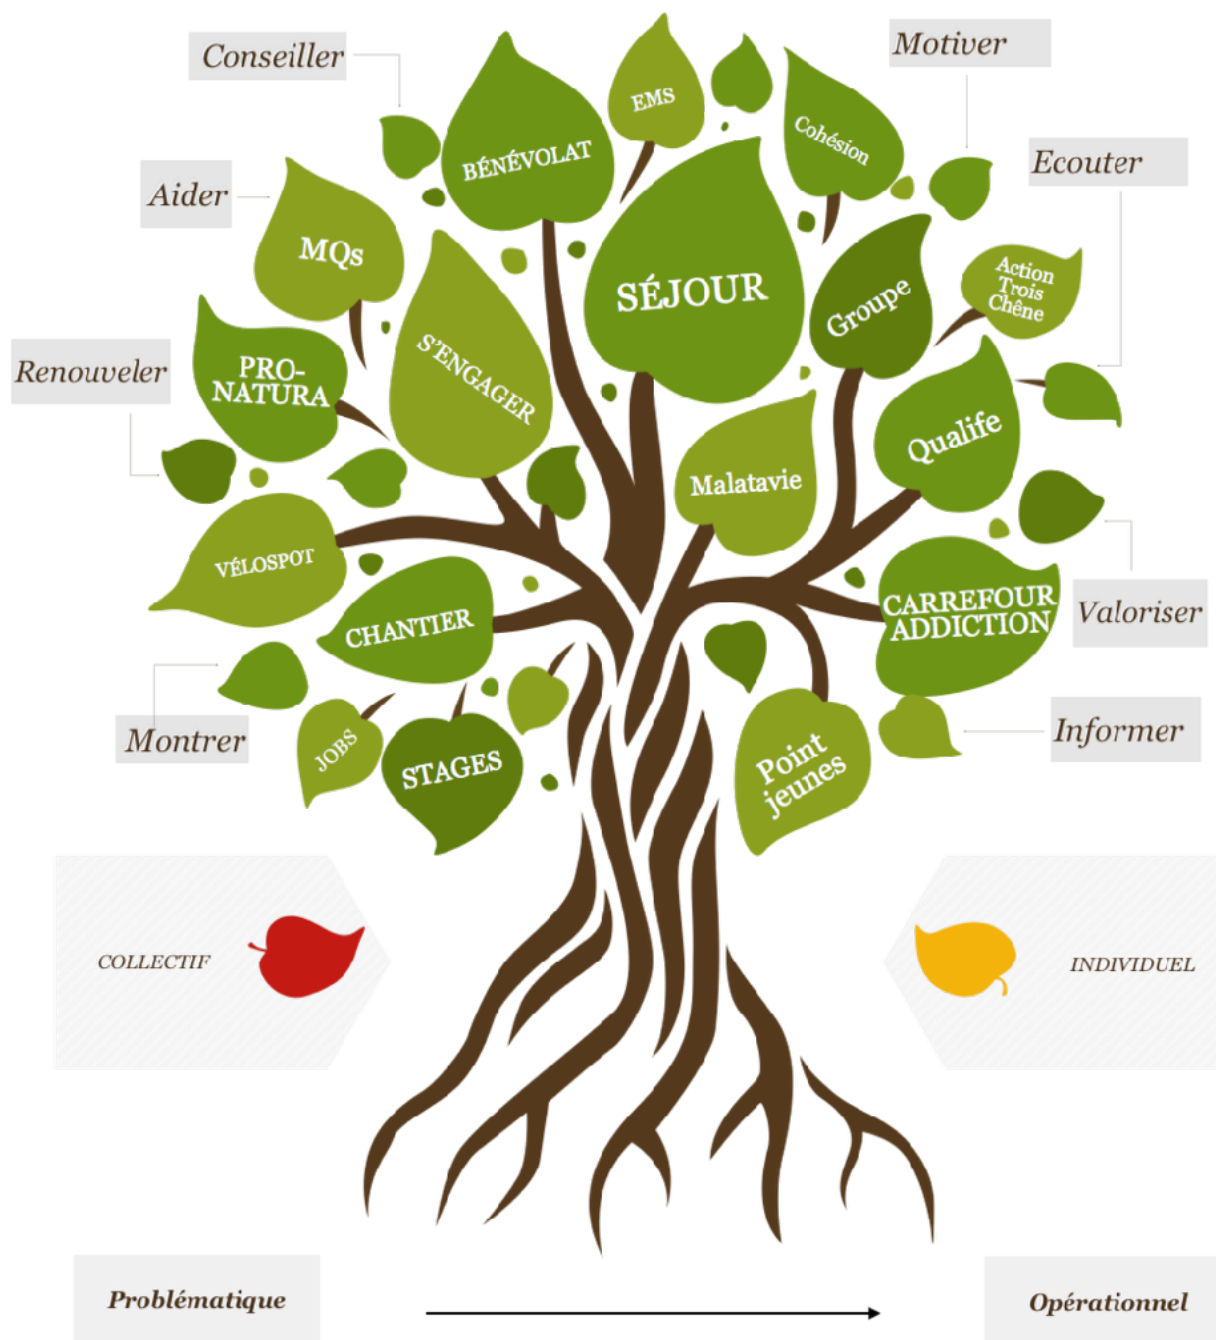 Conseiller
Motiver
EMS
BÉNÉVOLAT
Cohésion
Ecouter
Aider
MQs
SÉJOUR
Groupe
Action
Trois
Chêne
Renouveler
PRO-
NATURA
S'ENGAGER
Qualife
Malatavie
VÉLOSPOT
CHANTIER
CARREFOUR
ADDICTION
Valoriser
Montrer
JOBS
STAGES
Point
jeunes
Informer
COLLECTIF
INDIVIDUEL
Problématique
Opérationnel